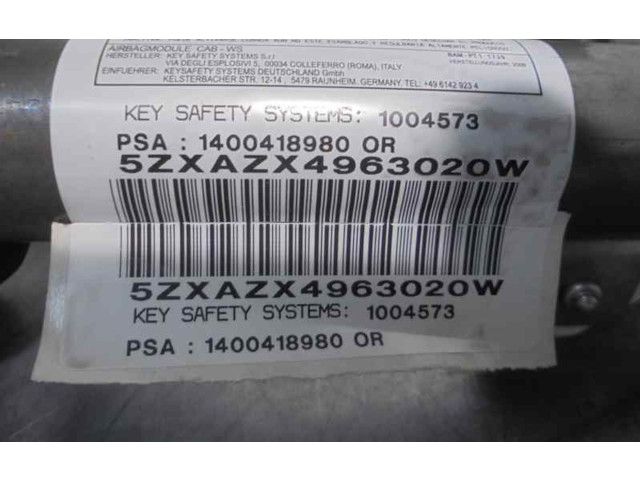 AIRBAGMODULE CAB - WS
HERSTELLER: KEY SAFETY SYSTEMS S.r.l
VIA DEGLI ESPLOSIVI 5, 00034 COLLEFERRO (ROMA), ITALY
EINFUEHRER: KEYSAFETY SYSTEMS DEUTSCHLAND Gmbh
KELSTERBACHER STR. 12-14 , 5479 RAUNHEIM. GERMANY, TEL: +49 6142 923 4
KEY SAFETY SYSTEMS: 1004573
PSA : 1400418980 OR
5ZXAZX4963020W
5ZXAZX4963020W
KEY SAFETY SYSTEMS: 1004573
PSA : 1400418980 OR